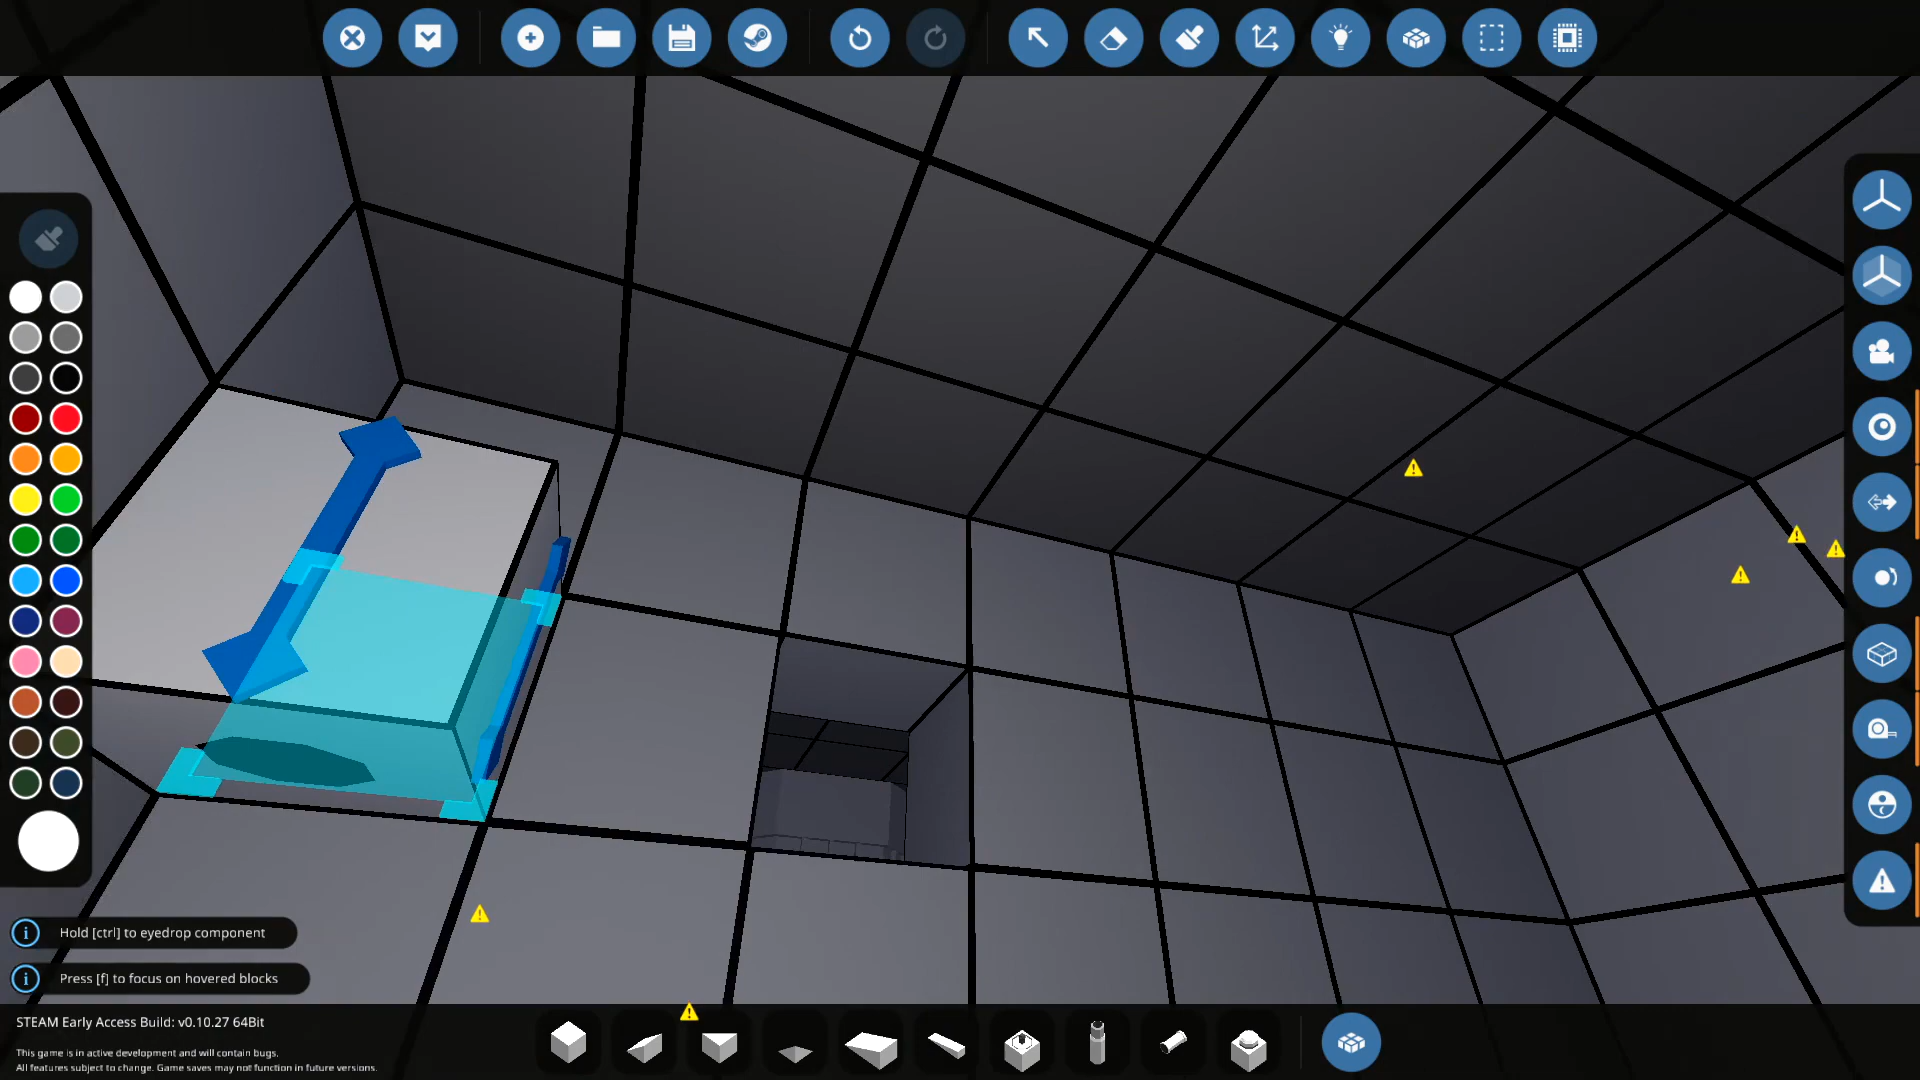 Hold [ctrl] to eyedrop component
Press [f] to focus on hovered blocks
STEAM Early Access Build: v0.10.27 64Bit
This game is in active development and will contain bugs.
All features subject to change. Game saves may not function in future versions.